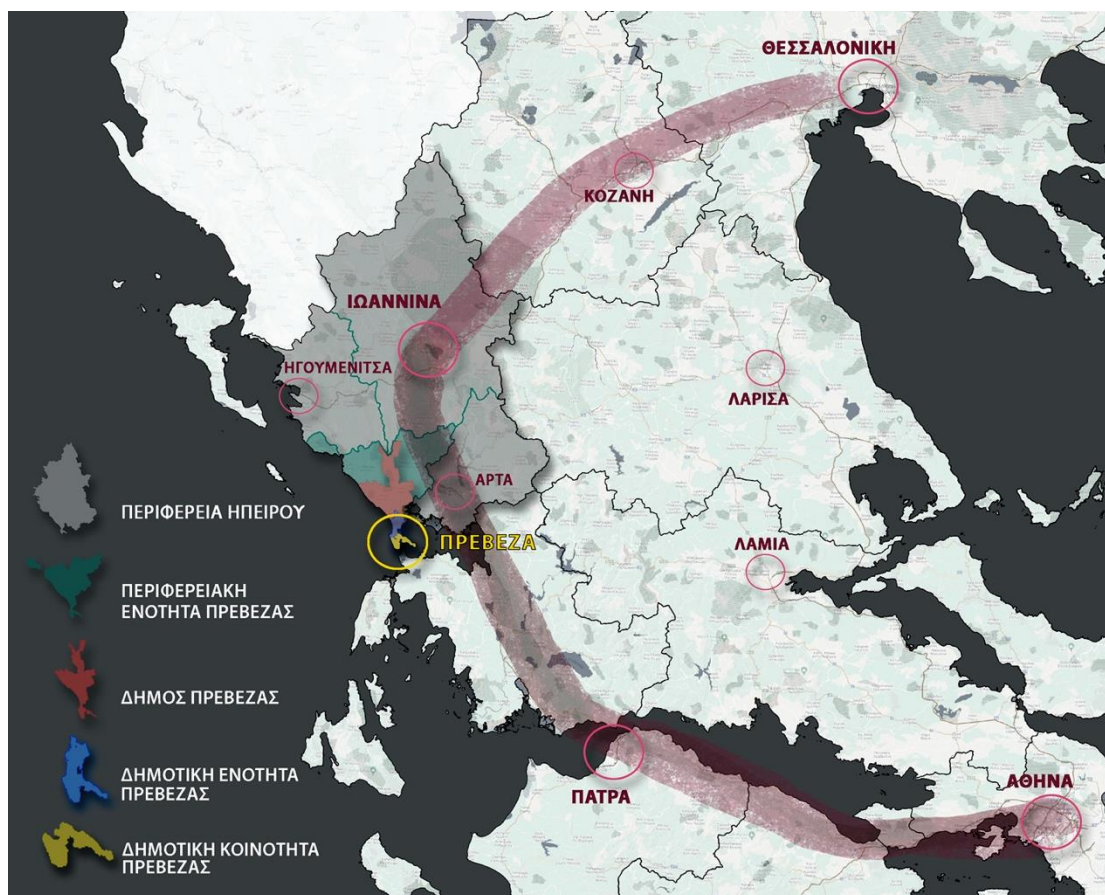 ΘΕΣΣΑΛΟΝΙΚΗ
ΚΟΖΑΝΗ
ΙΩΑΝΝΙΝΑ
ΗΓΟΥΜΕΝΙΤΣΑ
ΛΑΡΙΣΑ
ΑΡΤΑ
ΠΡΕΒΕΖΑ
ΛΑΜΙΑ
ΠΑΤΡΑ
ΑΘΗΝΑ
ΠΕΡΙΦΕΡΕΙΑ ΗΠΕΙΡΟΥ
ΠΕΡΙΦΕΡΕΙΑΚΗ
ΕΝΟΤΗΤΑ ΠΡΕΒΕΖΑΣ
ΔΗΜΟΣ ΠΡΕΒΕΖΑΣ
ΔΗΜΟΤΙΚΗ ΕΝΟΤΗΤΑ
ΠΡΕΒΕΖΑΣ
ΔΗΜΟΤΙΚΗ ΚΟΙΝΟΤΗΤΑ
ΠΡΕΒΕΖΑΣ